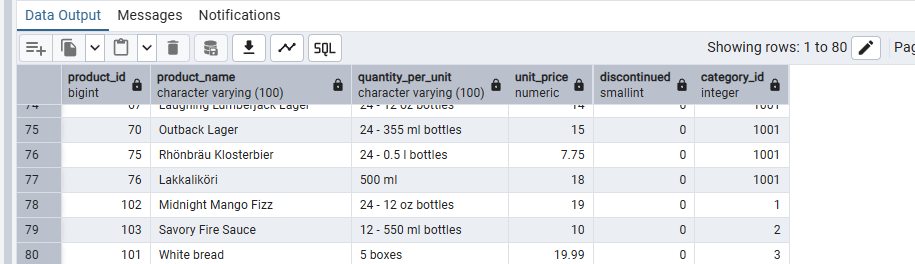 Data Output Messages Notifications
SQL Showing rows: 1 to 80 Pag
product_id product_name quantity_per_unit unit_price discontinued category_id
bigint character varying (100) character varying (100) numeric smallint integer
74 67 Laughing Lumberjack Lager 24 - 12 oz bottles 14 0 1001
75 70 Outback Lager 24 - 355 ml bottles 15 0 1001
76 75 Rhönbräu Klosterbier 24 - 0.5 l bottles 7.75 0 1001
77 76 Lakkaliköri 500 ml 18 0 1001
78 102 Midnight Mango Fizz 24 - 12 oz bottles 19 0 1
79 103 Savory Fire Sauce 12 - 550 ml bottles 10 0 2
80 101 White bread 5 boxes 19.99 0 3